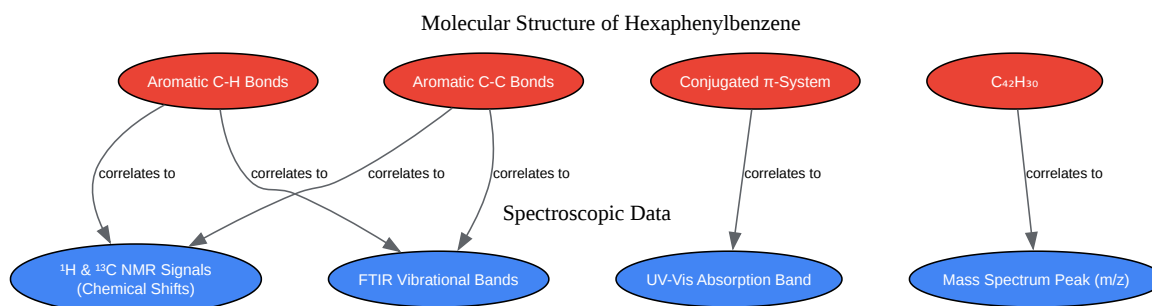 Molecular Structure of Hexaphenylbenzene
Aromatic C-H Bonds
Aromatic C-C Bonds
Conjugated π-System
C₄₂H₃₀
correlates to
correlates to
correlates to
correlates to
correlates to
correlates to
Spectroscopic Data
¹H & ¹³C NMR Signals
(Chemical Shifts)
FTIR Vibrational Bands
UV-Vis Absorption Band
Mass Spectrum Peak (m/z)